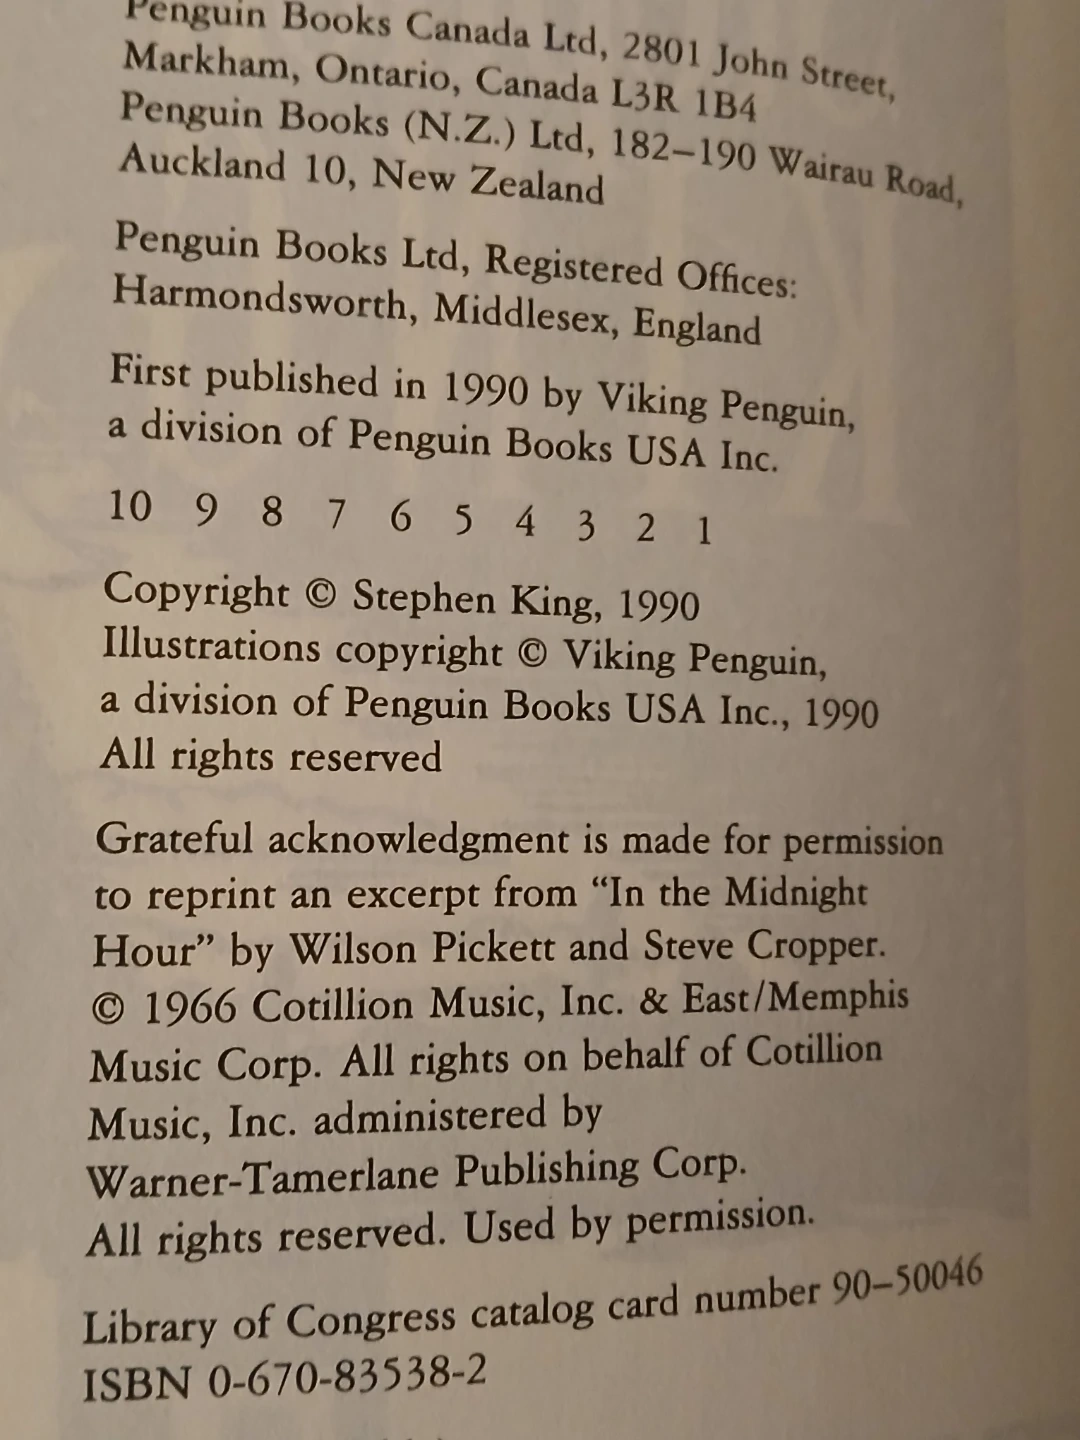 Penguin Books Canada Ltd, 2801 John Street,
Markham, Ontario, Canada L3R 1B4
Penguin Books (N.Z.) Ltd, 182–190 Wairau Road,
Auckland 10, New Zealand
Penguin Books Ltd, Registered Offices:
Harmondsworth, Middlesex, England
First published in 1990 by Viking Penguin,
a division of Penguin Books USA Inc.
10 9 8 7 6 5 4 3 2 1
Copyright © Stephen King, 1990
Illustrations copyright © Viking Penguin,
a division of Penguin Books USA Inc., 1990
All rights reserved
Grateful acknowledgment is made for permission
to reprint an excerpt from “In the Midnight
Hour” by Wilson Pickett and Steve Cropper.
© 1966 Cotillion Music, Inc. & East/Memphis
Music Corp. All rights on behalf of Cotillion
Music, Inc. administered by
Warner-Tamerlane Publishing Corp.
All rights reserved. Used by permission.
Library of Congress catalog card number 90–50046
ISBN 0-670-83538-2